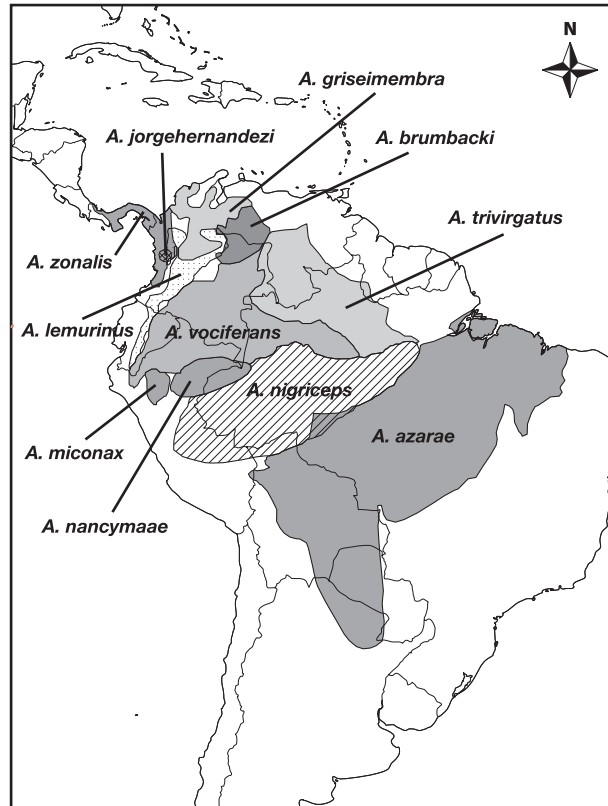 N
A. griseimembra
A. jorgehernandezi
A. brumbacki
A. trivirgatus
A. zonalis
A. lemurinus
A. vociferans
A. nigriceps
A. azarae
A. miconax
A. nancymaae